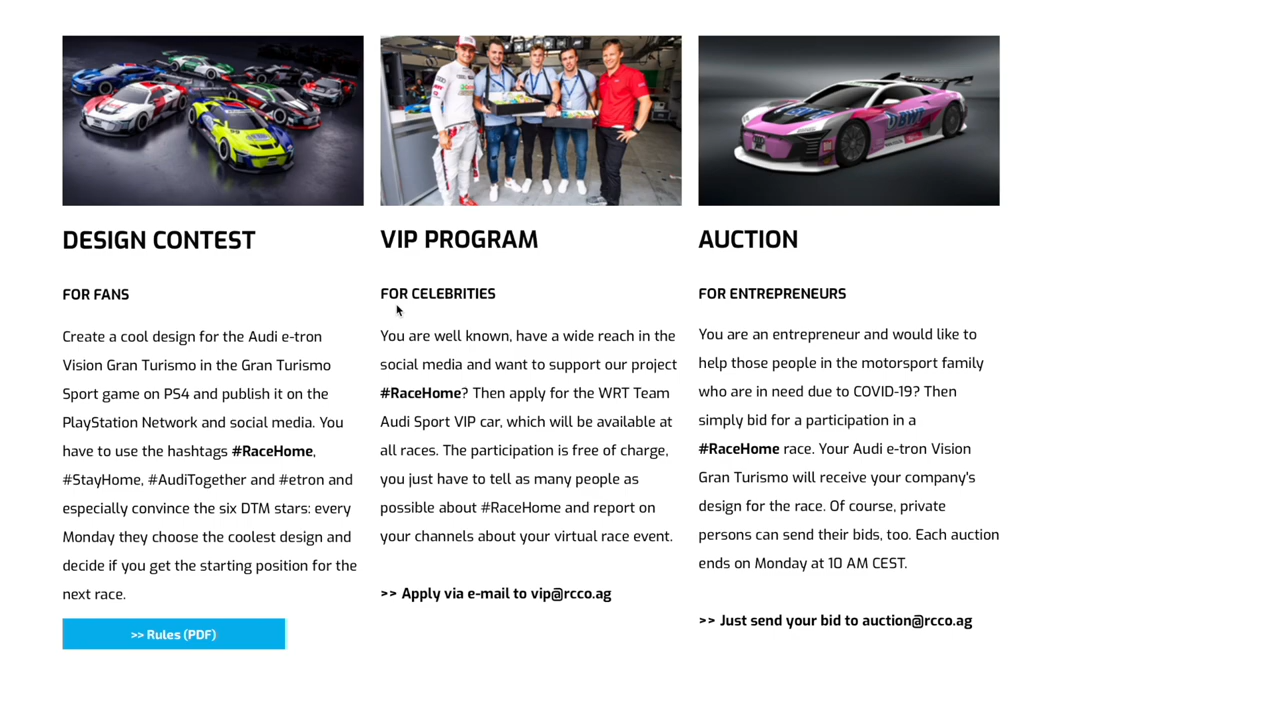 BWT
DESIGN CONTEST
FOR FANS
Create a cool design for the Audi e-tron
Vision Gran Turismo in the Gran Turismo
Sport game on PS4 and publish it on the
PlayStation Network and social media. You
have to use the hashtags #RaceHome,
#StayHome, #AudiTogether and #etron and
especially convince the six DTM stars: every
Monday they choose the coolest design and
decide if you get the starting position for the
next race.
>> Rules (PDF)
VIP PROGRAM
FOR CELEBRITIES
You are well known, have a wide reach in the
social media and want to support our project
#RaceHome? Then apply for the WRT Team
Audi Sport VIP car, which will be available at
all races. The participation is free of charge,
you just have to tell as many people as
possible about #RaceHome and report on
your channels about your virtual race event.
>> Apply via e-mail to vip@rcco.ag
AUCTION
FOR ENTREPRENEURS
You are an entrepreneur and would like to
help those people in the motorsport family
who are in need due to COVID-19? Then
simply bid for a participation in a
#RaceHome race. Your Audi e-tron Vision
Gran Turismo will receive your company's
design for the race. Of course, private
persons can send their bids, too. Each auction
ends on Monday at 10 AM CEST.
>> Just send your bid to auction@rcco.ag